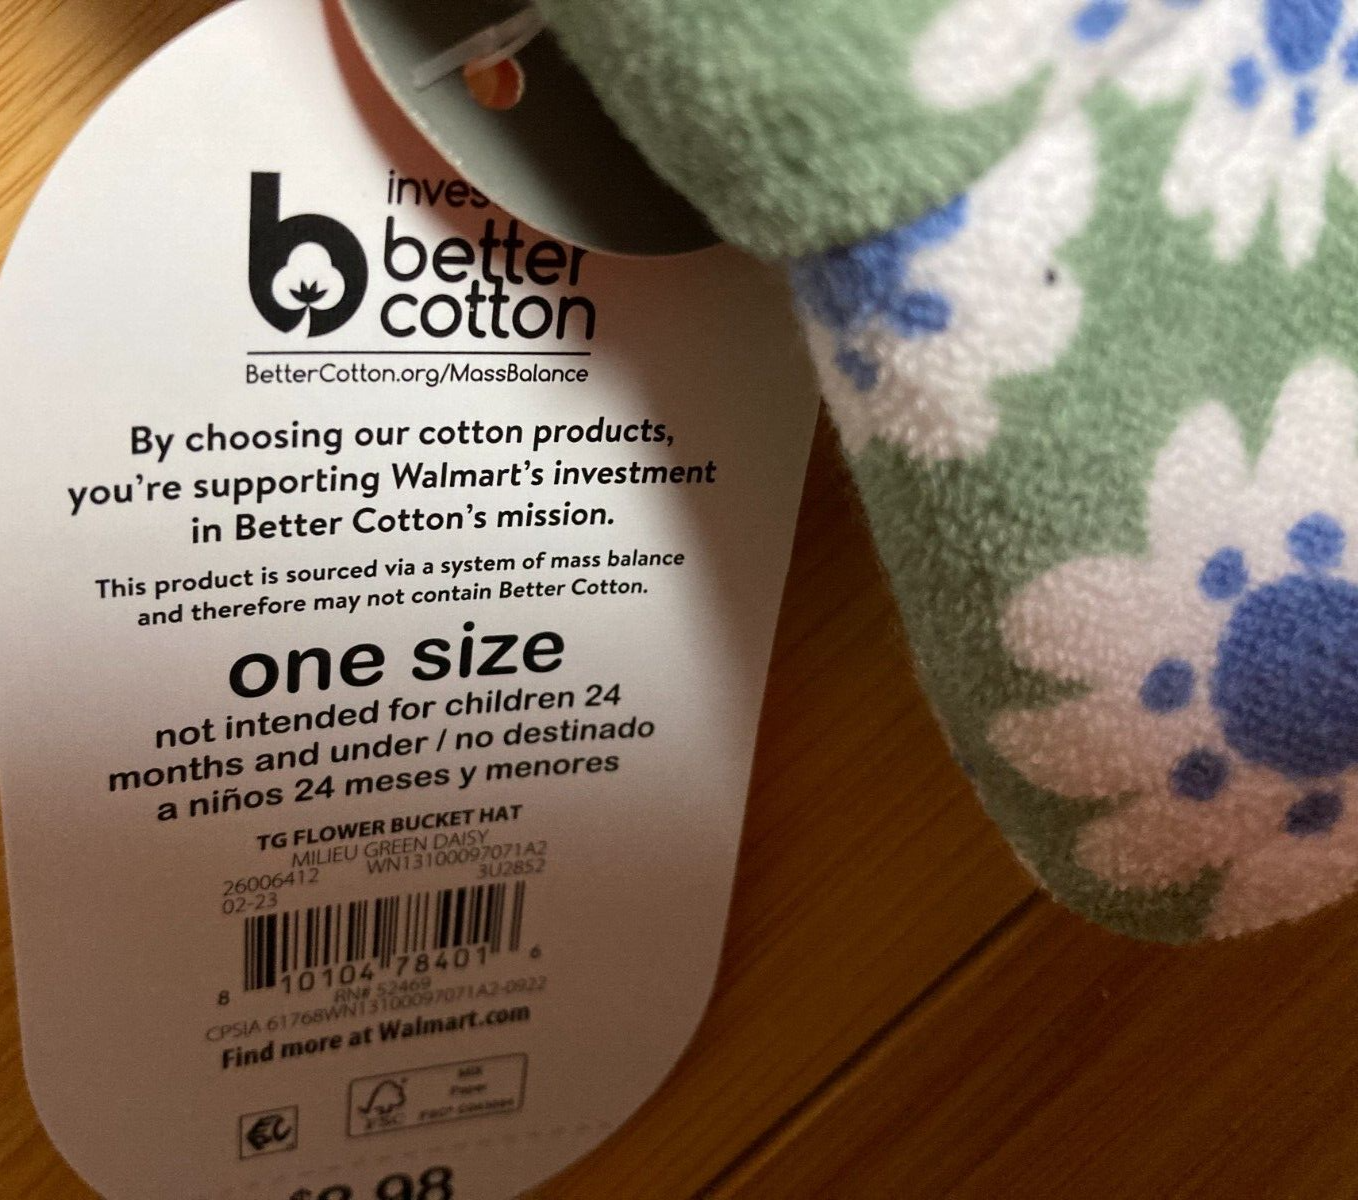 better
cotton
BetterCotton.org/MassBalance
By choosing our cotton products,
you're supporting Walmart's investment
in Better Cotton's mission.
This product is sourced via a system of mass balance
and therefore may not contain Better Cotton.
one size
not intended for children 24
months and under / no destinado
a niños 24 meses y menores
TG FLOWER BUCKET HAT
MILIEU GREEN DAISY
26006412 WN13100097071A2
02-23 3U2852
8 10104 78401 6
RN# 52469
CPSIA 61768WN13100097071A2-0922
Find more at Walmart.com
FSC